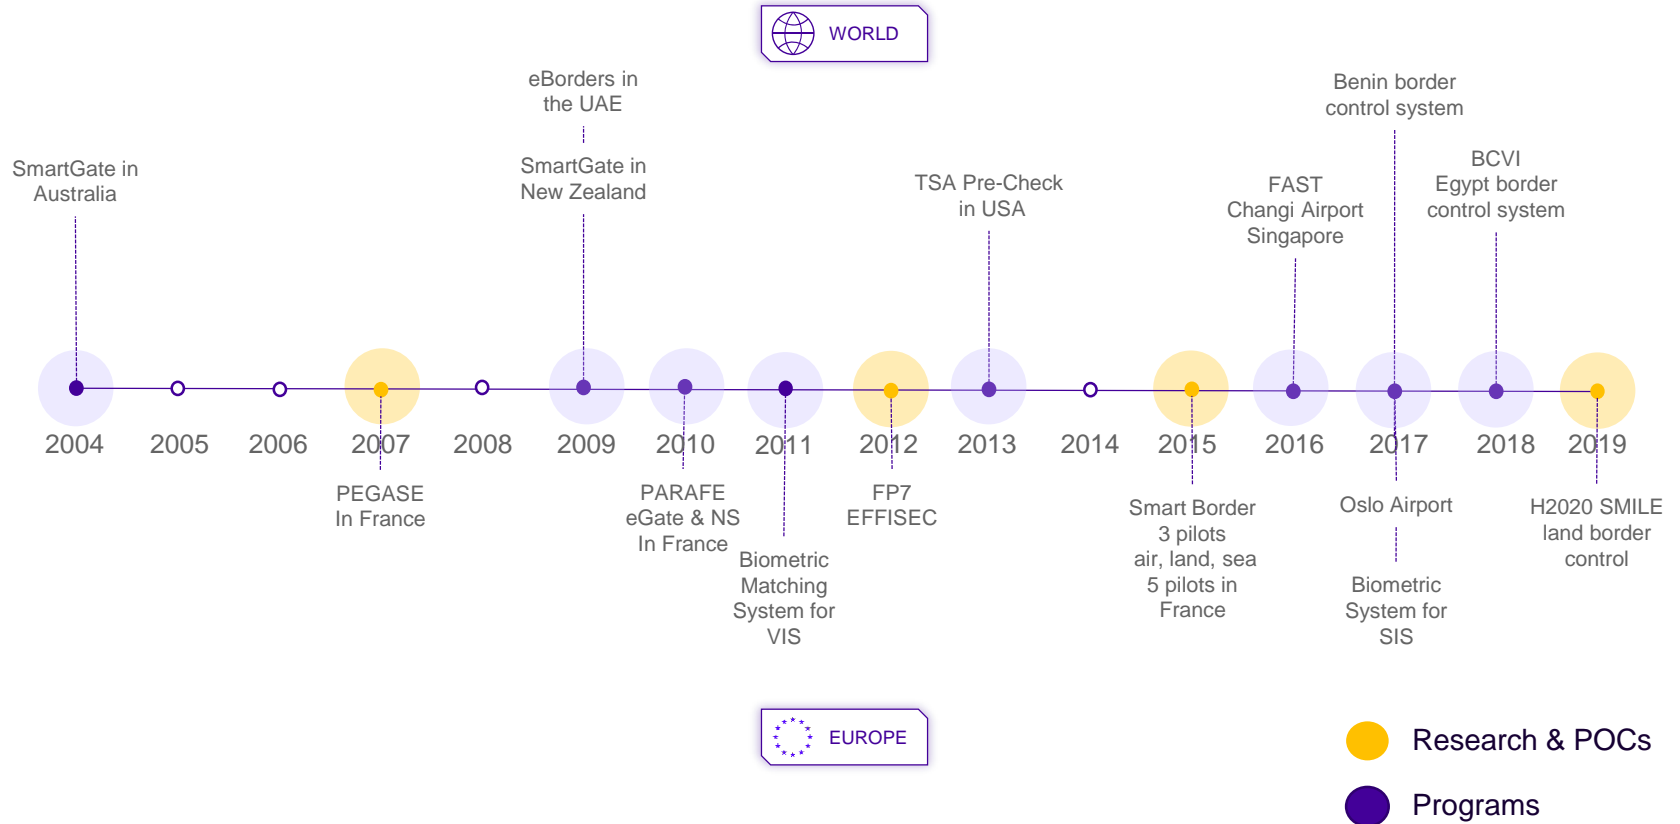 WORLD
eBorders in
the UAE
Benin border
control system
SmartGate in
Australia
SmartGate in
New Zealand
TSA Pre-Check
in USA
FAST
Changi Airport
Singapore
BCVI
Egypt border
control system
2004
2005
2006
2007
2008
2009
2010
2011
2012
2013
2014
2015
2016
2017
2018
2019
PEGASE
In France
PARAFE
eGate & NS
In France
Biometric
Matching
System for
VIS
FP7
EFFISEC
Smart Border
3 pilots
air, land, sea
5 pilots in
France
Oslo Airport
Biometric
System for
SIS
H2020 SMILE
land border
control
EUROPE
Research & POCs
Programs